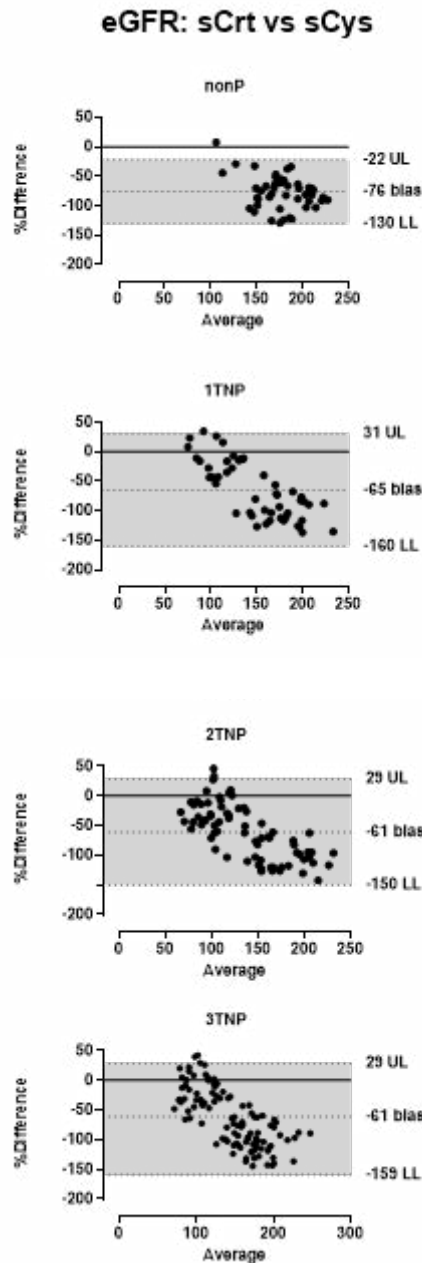 eGFR: sCrt vs sCys
nonP
50
0
-50
-100
-150
-200
%Difference
-22 UL
-76 bias
-130 LL
0 50 100 150 200 250
Average
1TNP
50
0
-50
-100
-150
-200
%Difference
31 UL
-65 bias
-160 LL
0 50 100 150 200 250
Average
2TNP
50
0
-50
-100
-200
%Difference
29 UL
-61 bias
-150 LL
0 50 100 150 200 250
Average
3TNP
50
0
-50
-100
-150
-200
%Difference
29 UL
-61 bias
-159 LL
0 100 200 300
Average